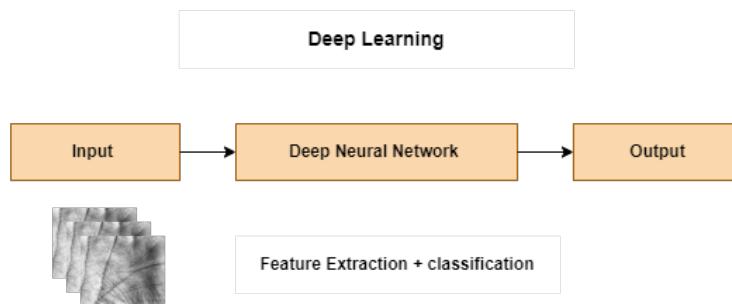 Deep Learning
Input
Deep Neural Network
Output
Feature Extraction + classification